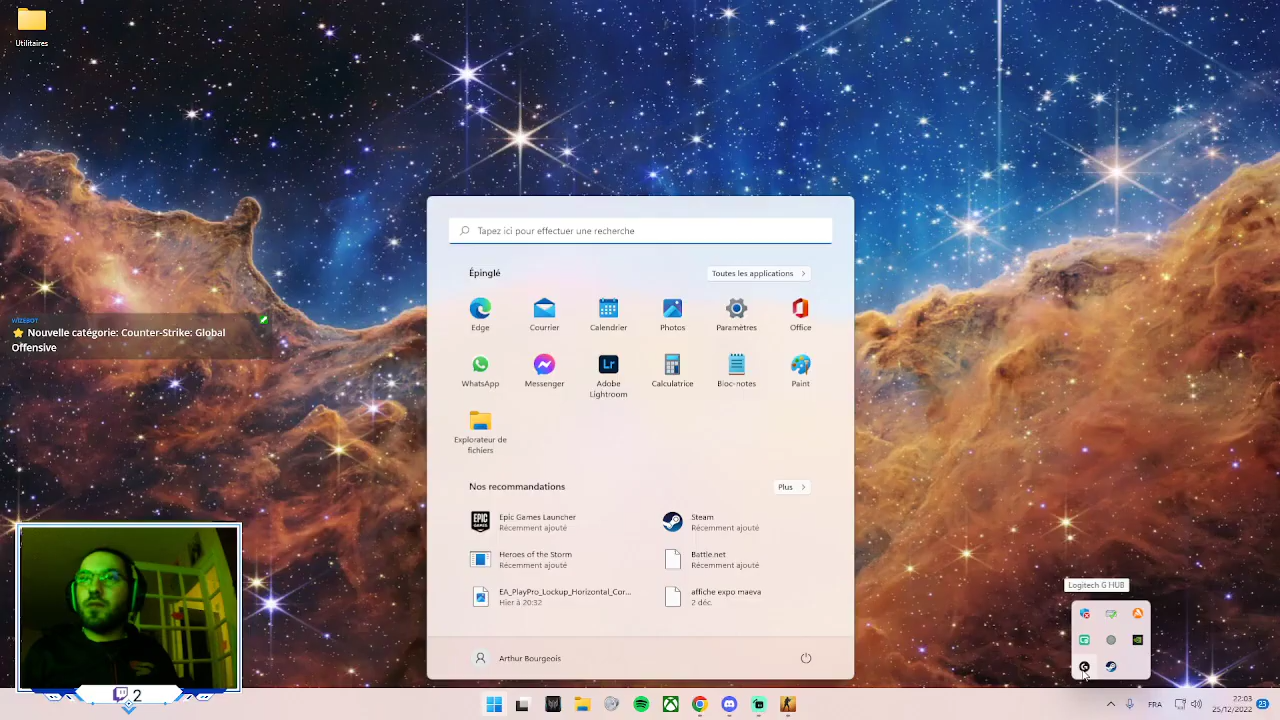 Utilitaires
Tapez ici pour effectuer une recherche
Épinglé
Toutes les applications
Edge
Courrier
Calendrier
Photos
Paramètres
Office
WIZEBOT
Nouvelle catégorie: Counter-Strike: Global
Offensive
WhatsApp
Messenger
Adobe
Lightroom
Calculatrice
Bloc-notes
Paint
Explorateur de
fichiers
Nos recommandations
Plus
Epic Games Launcher
Récemment ajouté
Steam
Récemment ajouté
Heroes of the Storm
Récemment ajouté
Battle.net
Récemment ajouté
EA_PlayPro_Lockup_Horizontal_Cor...
Hier à 20:32
affiche expo maeva
2 déc.
Logitech G HUB
Arthur Bourgeois
2
FRA
22:03
25/12/2022
23